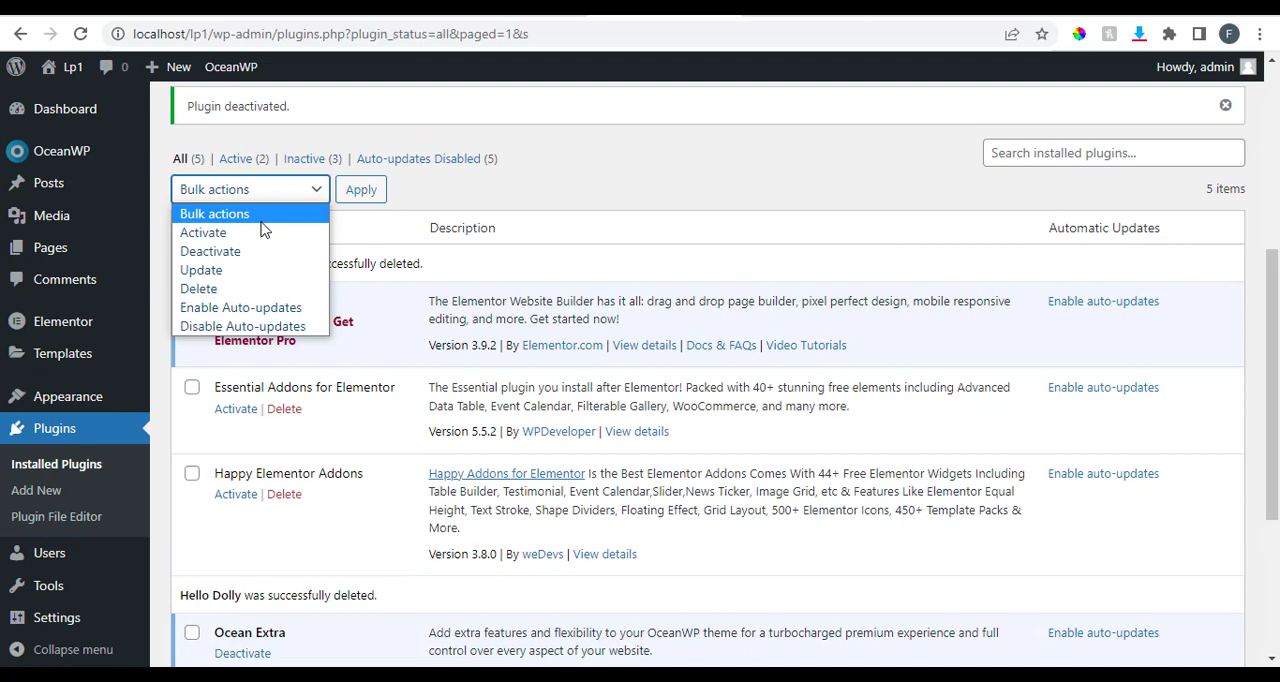 localhost/lp1/wp-admin/plugins.php?plugin_status=all&paged=1&s
F
Lp1 0 New OceanWP Howdy, admin
Dashboard
OceanWP
Posts
Media
Pages
Comments
Elementor
Templates
Appearance
Plugins
Installed Plugins
Add New
Plugin File Editor
Users
Tools
Settings
Collapse menu
Plugin deactivated.
All (5) | Active (2) | Inactive (3) | Auto-updates Disabled (5)
Search installed plugins...
Bulk actions Apply
5 items
Bulk actions
Activate
Deactivate
Update
Delete
Enable Auto-updates
Disable Auto-updates
Description Automatic Updates
cessfully deleted.
Get
Elementor Pro
The Elementor Website Builder has it all: drag and drop page builder, pixel perfect design, mobile responsive
editing, and more. Get started now!
Version 3.9.2 | By Elementor.com | View details | Docs & FAQs | Video Tutorials
Enable auto-updates
Essential Addons for Elementor
Activate | Delete
The Essential plugin you install after Elementor! Packed with 40+ stunning free elements including Advanced
Data Table, Event Calendar, Filterable Gallery, WooCommerce, and many more.
Version 5.5.2 | By WPDeveloper | View details
Enable auto-updates
Happy Elementor Addons
Activate | Delete
Happy Addons for Elementor Is the Best Elementor Addons Comes With 44+ Free Elementor Widgets Including
Table Builder, Testimonial, Event Calendar,Slider,News Ticker, Image Grid, etc & Features Like Elementor Equal
Height, Text Stroke, Shape Dividers, Floating Effect, Grid Layout, 500+ Elementor Icons, 450+ Template Packs &
More.
Version 3.8.0 | By weDevs | View details
Enable auto-updates
Hello Dolly was successfully deleted.
Ocean Extra
Deactivate
Add extra features and flexibility to your OceanWP theme for a turbocharged premium experience and full
control over every aspect of your website.
Enable auto-updates